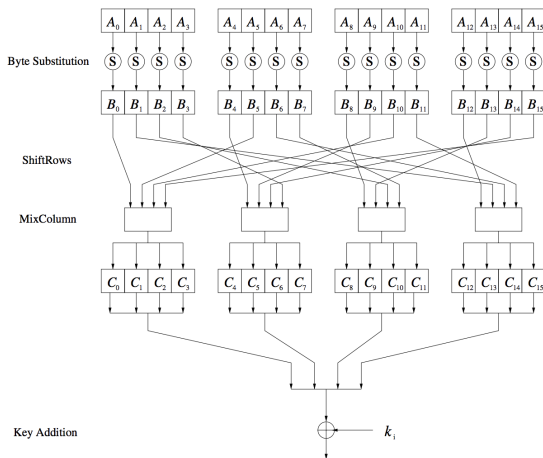 A₀ A₁ A₂ A₃ A₄ A₅ A₆ A₇ A₈ A₉ A₁₀ A₁₁ A₁₂ A₁₃ A₁₄ A₁₅
Byte Substitution S S S S S S S S S S S S S S S S
B₀ B₁ B₂ B₃ B₄ B₅ B₆ B₇ B₈ B₉ B₁₀ B₁₁ B₁₂ B₁₃ B₁₄ B₁₅
ShiftRows
MixColumn
C₀ C₁ C₂ C₃ C₄ C₅ C₆ C₇ C₈ C₉ C₁₀ C₁₁ C₁₂ C₁₃ C₁₄ C₁₅
Key Addition kᵢ